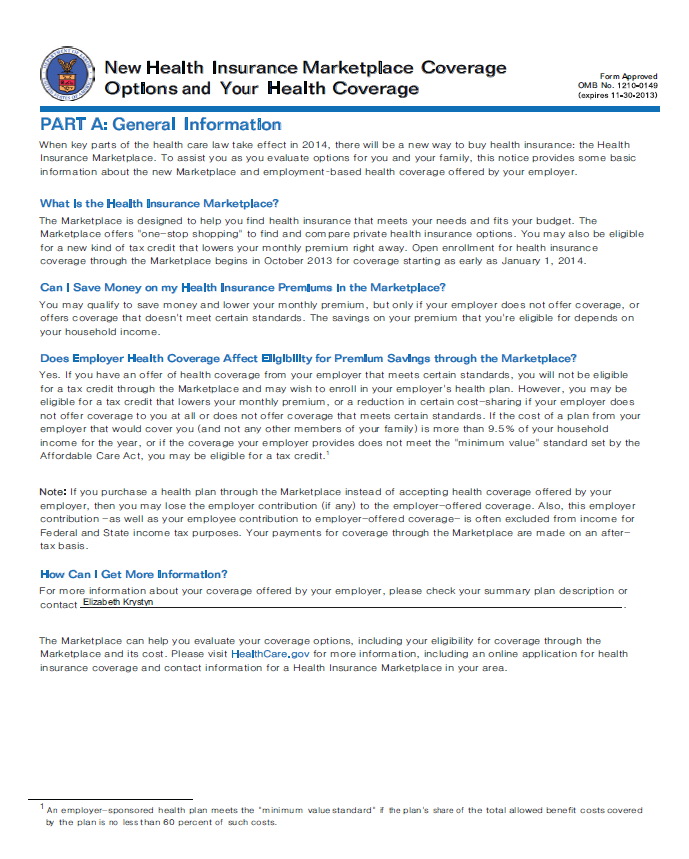 New Health Insurance Marketplace Coverage
Options and Your Health Coverage
Form Approved
OMB No. 1210-0149
(expires 11-30-2013)
PART A: General Information
When key parts of the health care law take effect in 2014, there will be a new way to buy health insurance: the Health
Insurance Marketplace. To assist you as you evaluate options for you and your family, this notice provides some basic
information about the new Marketplace and employment-based health coverage offered by your employer.
What is the Health Insurance Marketplace?
The Marketplace is designed to help you find health insurance that meets your needs and fits your budget. The
Marketplace offers "one-stop shopping" to find and compare private health insurance options. You may also be eligible
for a new kind of tax credit that lowers your monthly premium right away. Open enrollment for health insurance
coverage through the Marketplace begins in October 2013 for coverage starting as early as January 1, 2014.
Can I Save Money on my Health Insurance Premiums in the Marketplace?
You may qualify to save money and lower your monthly premium, but only if your employer does not offer coverage, or
offers coverage that doesn't meet certain standards. The savings on your premium that you're eligible for depends on
your household income.
Does Employer Health Coverage Affect Eligibility for Premium Savings through the Marketplace?
Yes. If you have an offer of health coverage from your employer that meets certain standards, you will not be eligible
for a tax credit through the Marketplace and may wish to enroll in your employer's health plan. However, you may be
eligible for a tax credit that lowers your monthly premium, or a reduction in certain cost-sharing if your employer does
not offer coverage to you at all or does not offer coverage that meets certain standards. If the cost of a plan from your
employer that would cover you (and not any other members of your family) is more than 9.5% of your household
income for the year, or if the coverage your employer provides does not meet the "minimum value" standard set by the
Affordable Care Act, you may be eligible for a tax credit.1
Note: If you purchase a health plan through the Marketplace instead of accepting health coverage offered by your
employer, then you may lose the employer contribution (if any) to the employer-offered coverage. Also, this employer
contribution -as well as your employee contribution to employer-offered coverage- is often excluded from income for
Federal and State income tax purposes. Your payments for coverage through the Marketplace are made on an after-
tax basis.
How Can I Get More Information?
For more information about your coverage offered by your employer, please check your summary plan description or
contact Elizabeth Krystyn .
The Marketplace can help you evaluate your coverage options, including your eligibility for coverage through the
Marketplace and its cost. Please visit HealthCare.gov for more information, including an online application for health
insurance coverage and contact information for a Health Insurance Marketplace in your area.
1 An employer-sponsored health plan meets the "minimum value standard" if the plan's share of the total allowed benefit costs covered
by the plan is no less than 60 percent of such costs.